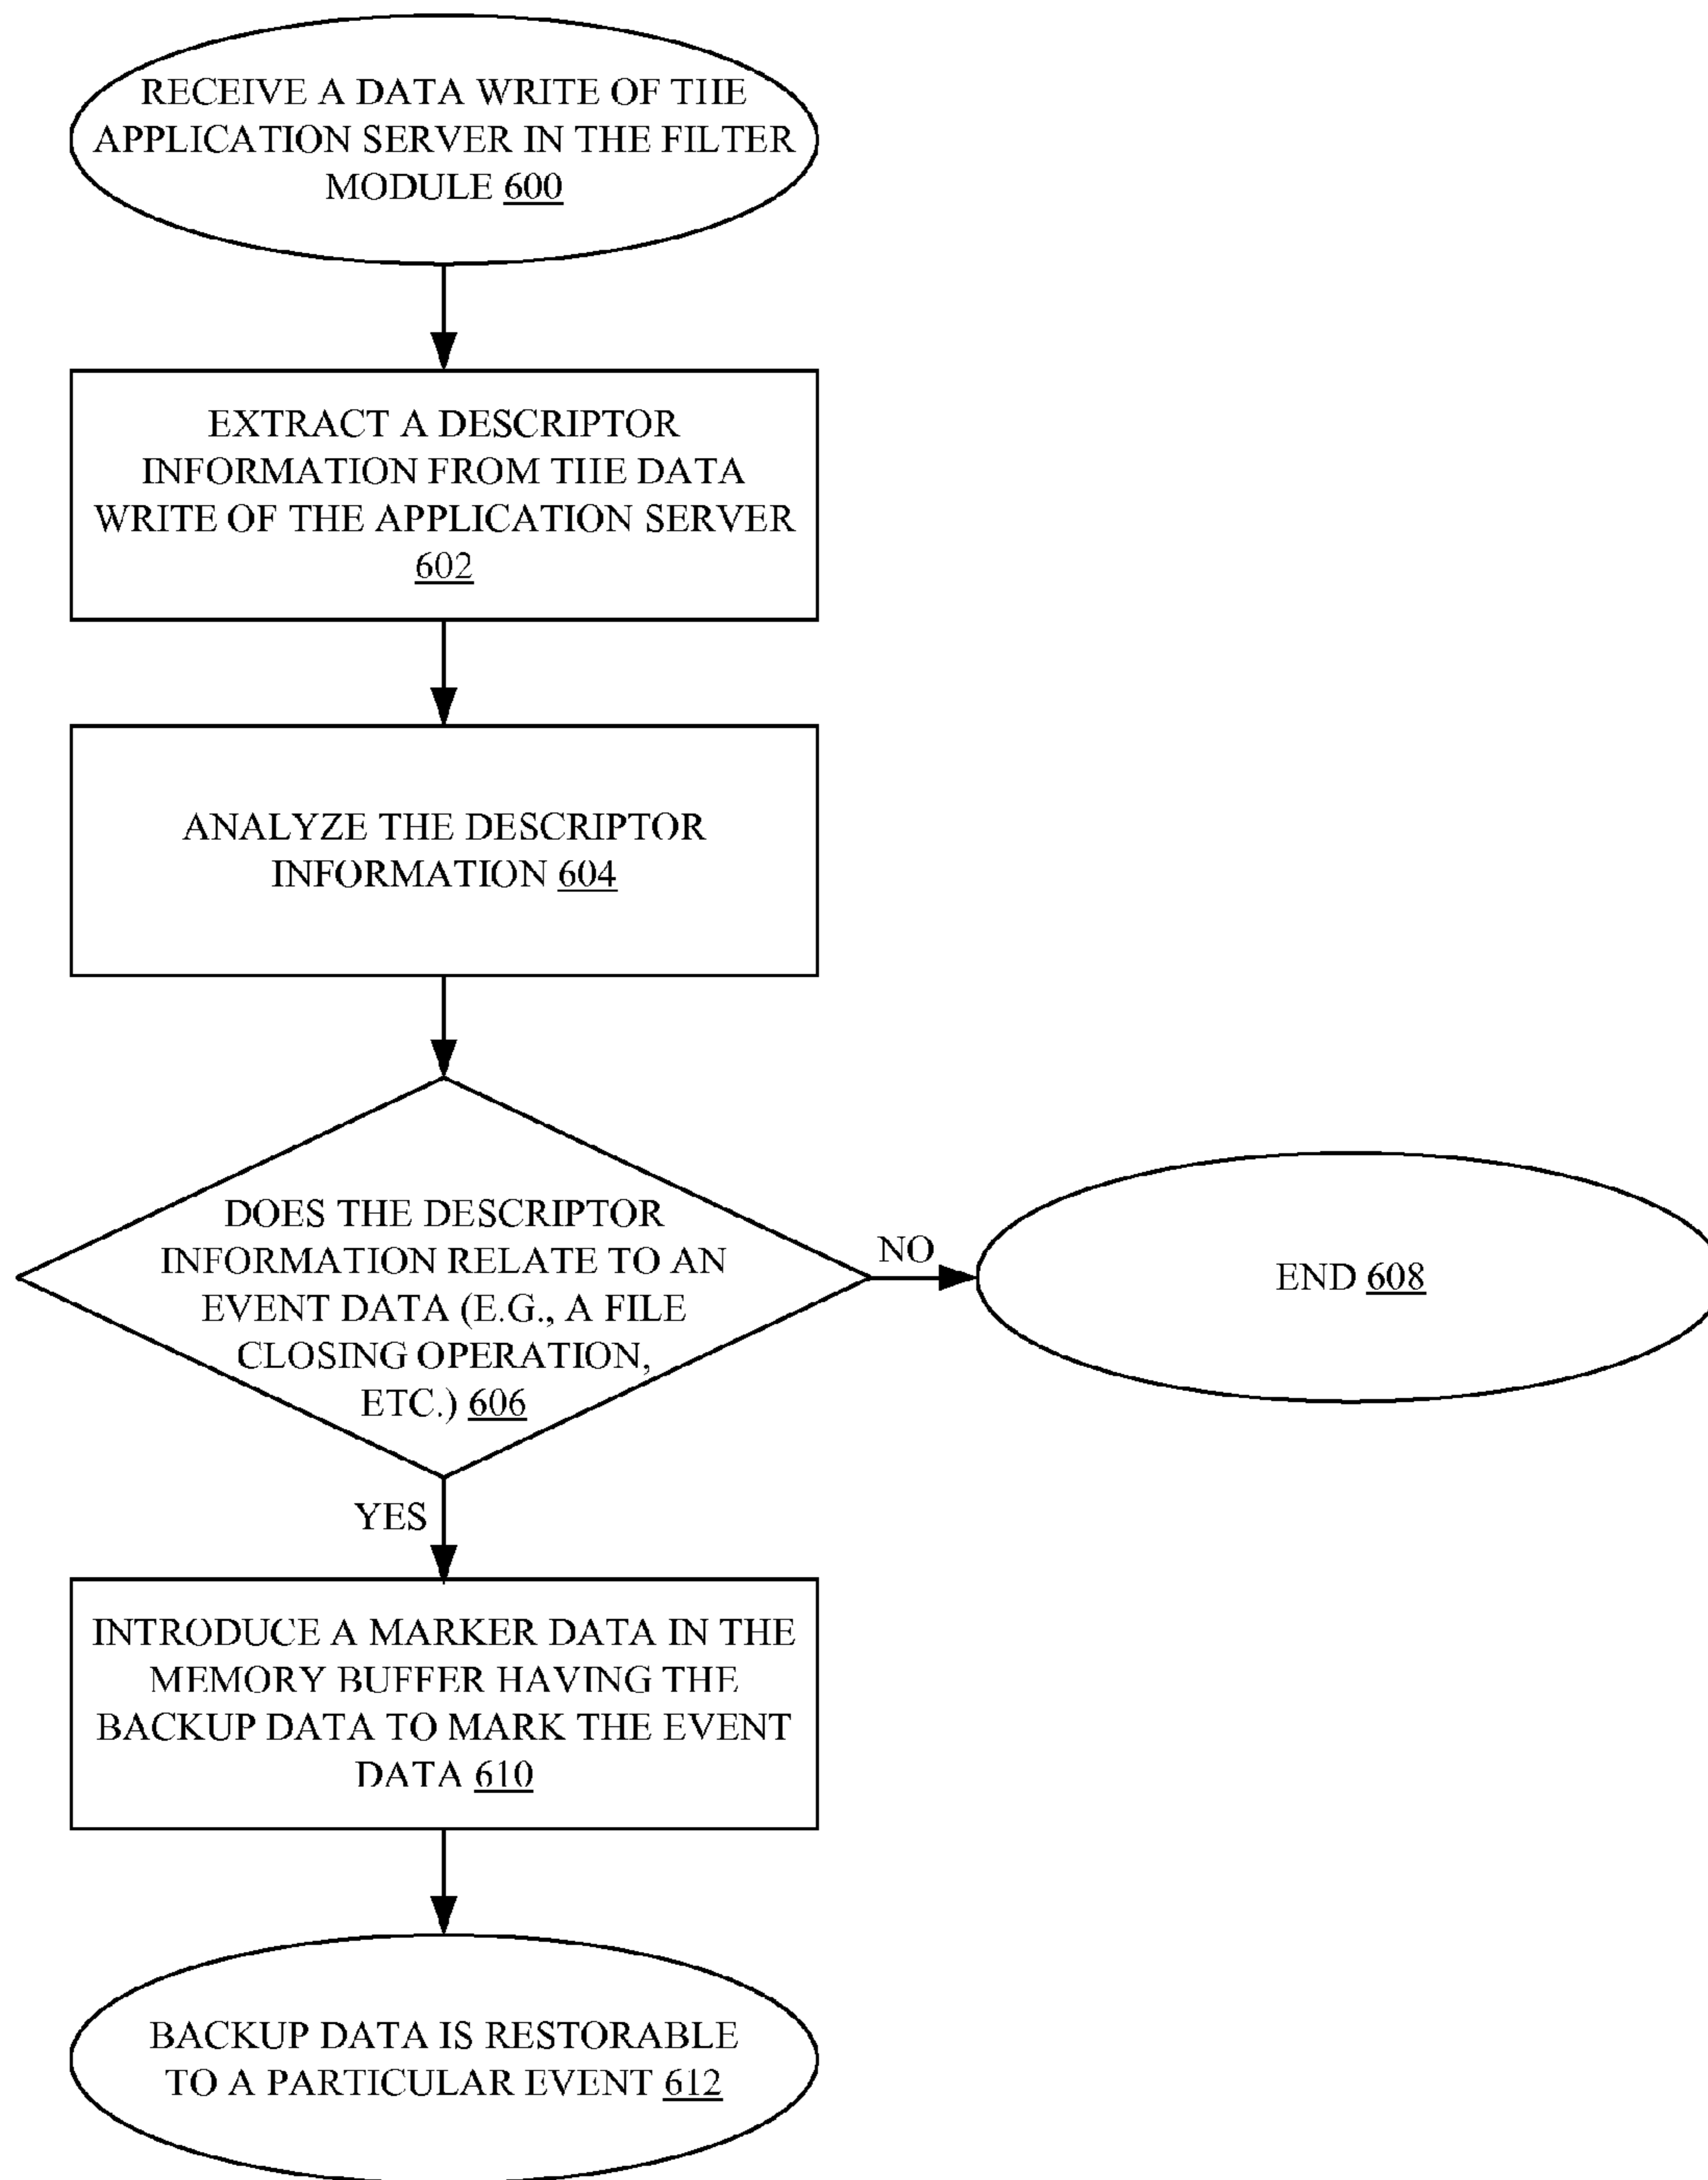 RECEIVE A DATA WRITE OF THE
APPLICATION SERVER IN THE FILTER
MODULE 600
EXTRACT A DESCRIPTOR
INFORMATION FROM THE DATA
WRITE OF THE APPLICATION SERVER
602
ANALYZE THE DESCRIPTOR
INFORMATION 604
DOES THE DESCRIPTOR
INFORMATION RELATE TO AN
EVENT DATA (E.G., A FILE
CLOSING OPERATION,
ETC.) 606
NO
END 608
YES
INTRODUCE A MARKER DATA IN THE
MEMORY BUFFER HAVING THE
BACKUP DATA TO MARK THE EVENT
DATA 610
BACKUP DATA IS RESTORABLE
TO A PARTICULAR EVENT 612